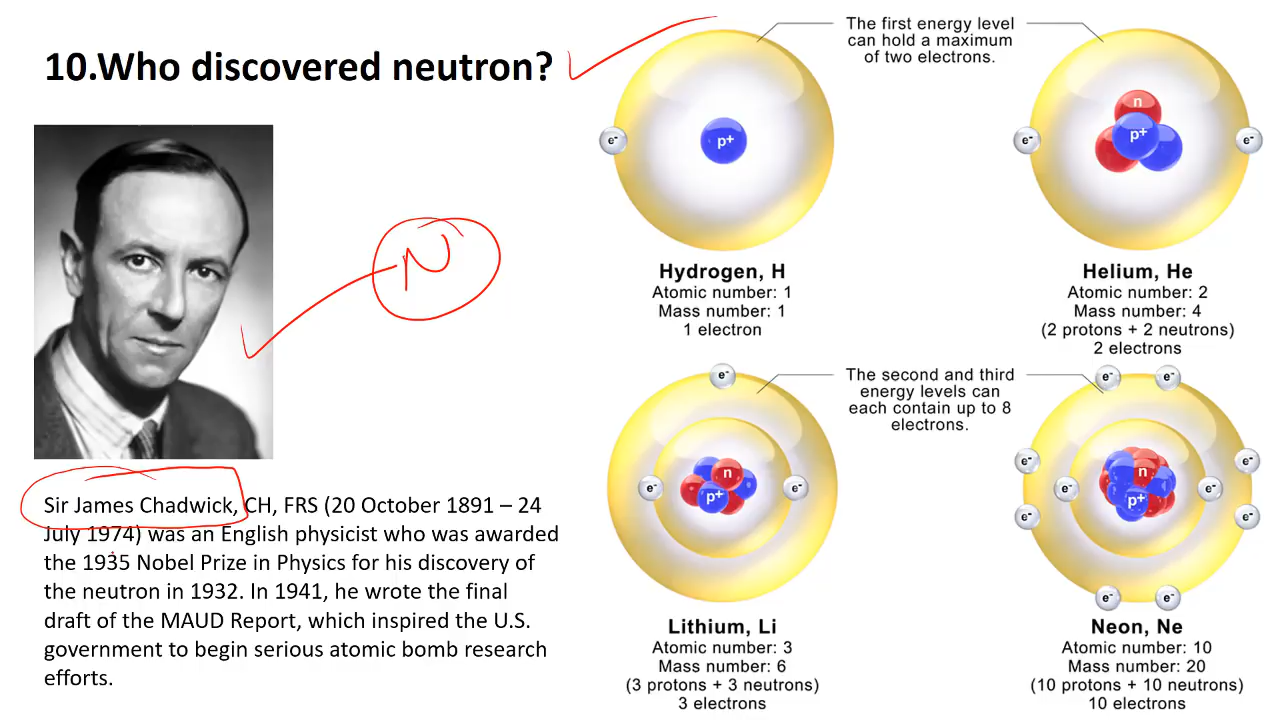 10.Who discovered neutron?
N
Sir James Chadwick, CH, FRS (20 October 1891 – 24
July 1974) was an English physicist who was awarded
the 1935 Nobel Prize in Physics for his discovery of
the neutron in 1932. In 1941, he wrote the final
draft of the MAUD Report, which inspired the U.S.
government to begin serious atomic bomb research
efforts.
The first energy level
can hold a maximum
of two electrons.
e-
p+
Hydrogen, H
Atomic number: 1
Mass number: 1
1 electron
n
e-
p+
e-
Helium, He
Atomic number: 2
Mass number: 4
(2 protons + 2 neutrons)
2 electrons
The second and third
energy levels can
each contain up to 8
electrons.
e-
n
e-
p+
e-
Lithium, Li
Atomic number: 3
Mass number: 6
(3 protons + 3 neutrons)
3 electrons
e-
e-
e-
e-
n
e-
e-
p+
e-
e-
e-
e-
Neon, Ne
Atomic number: 10
Mass number: 20
(10 protons + 10 neutrons)
10 electrons